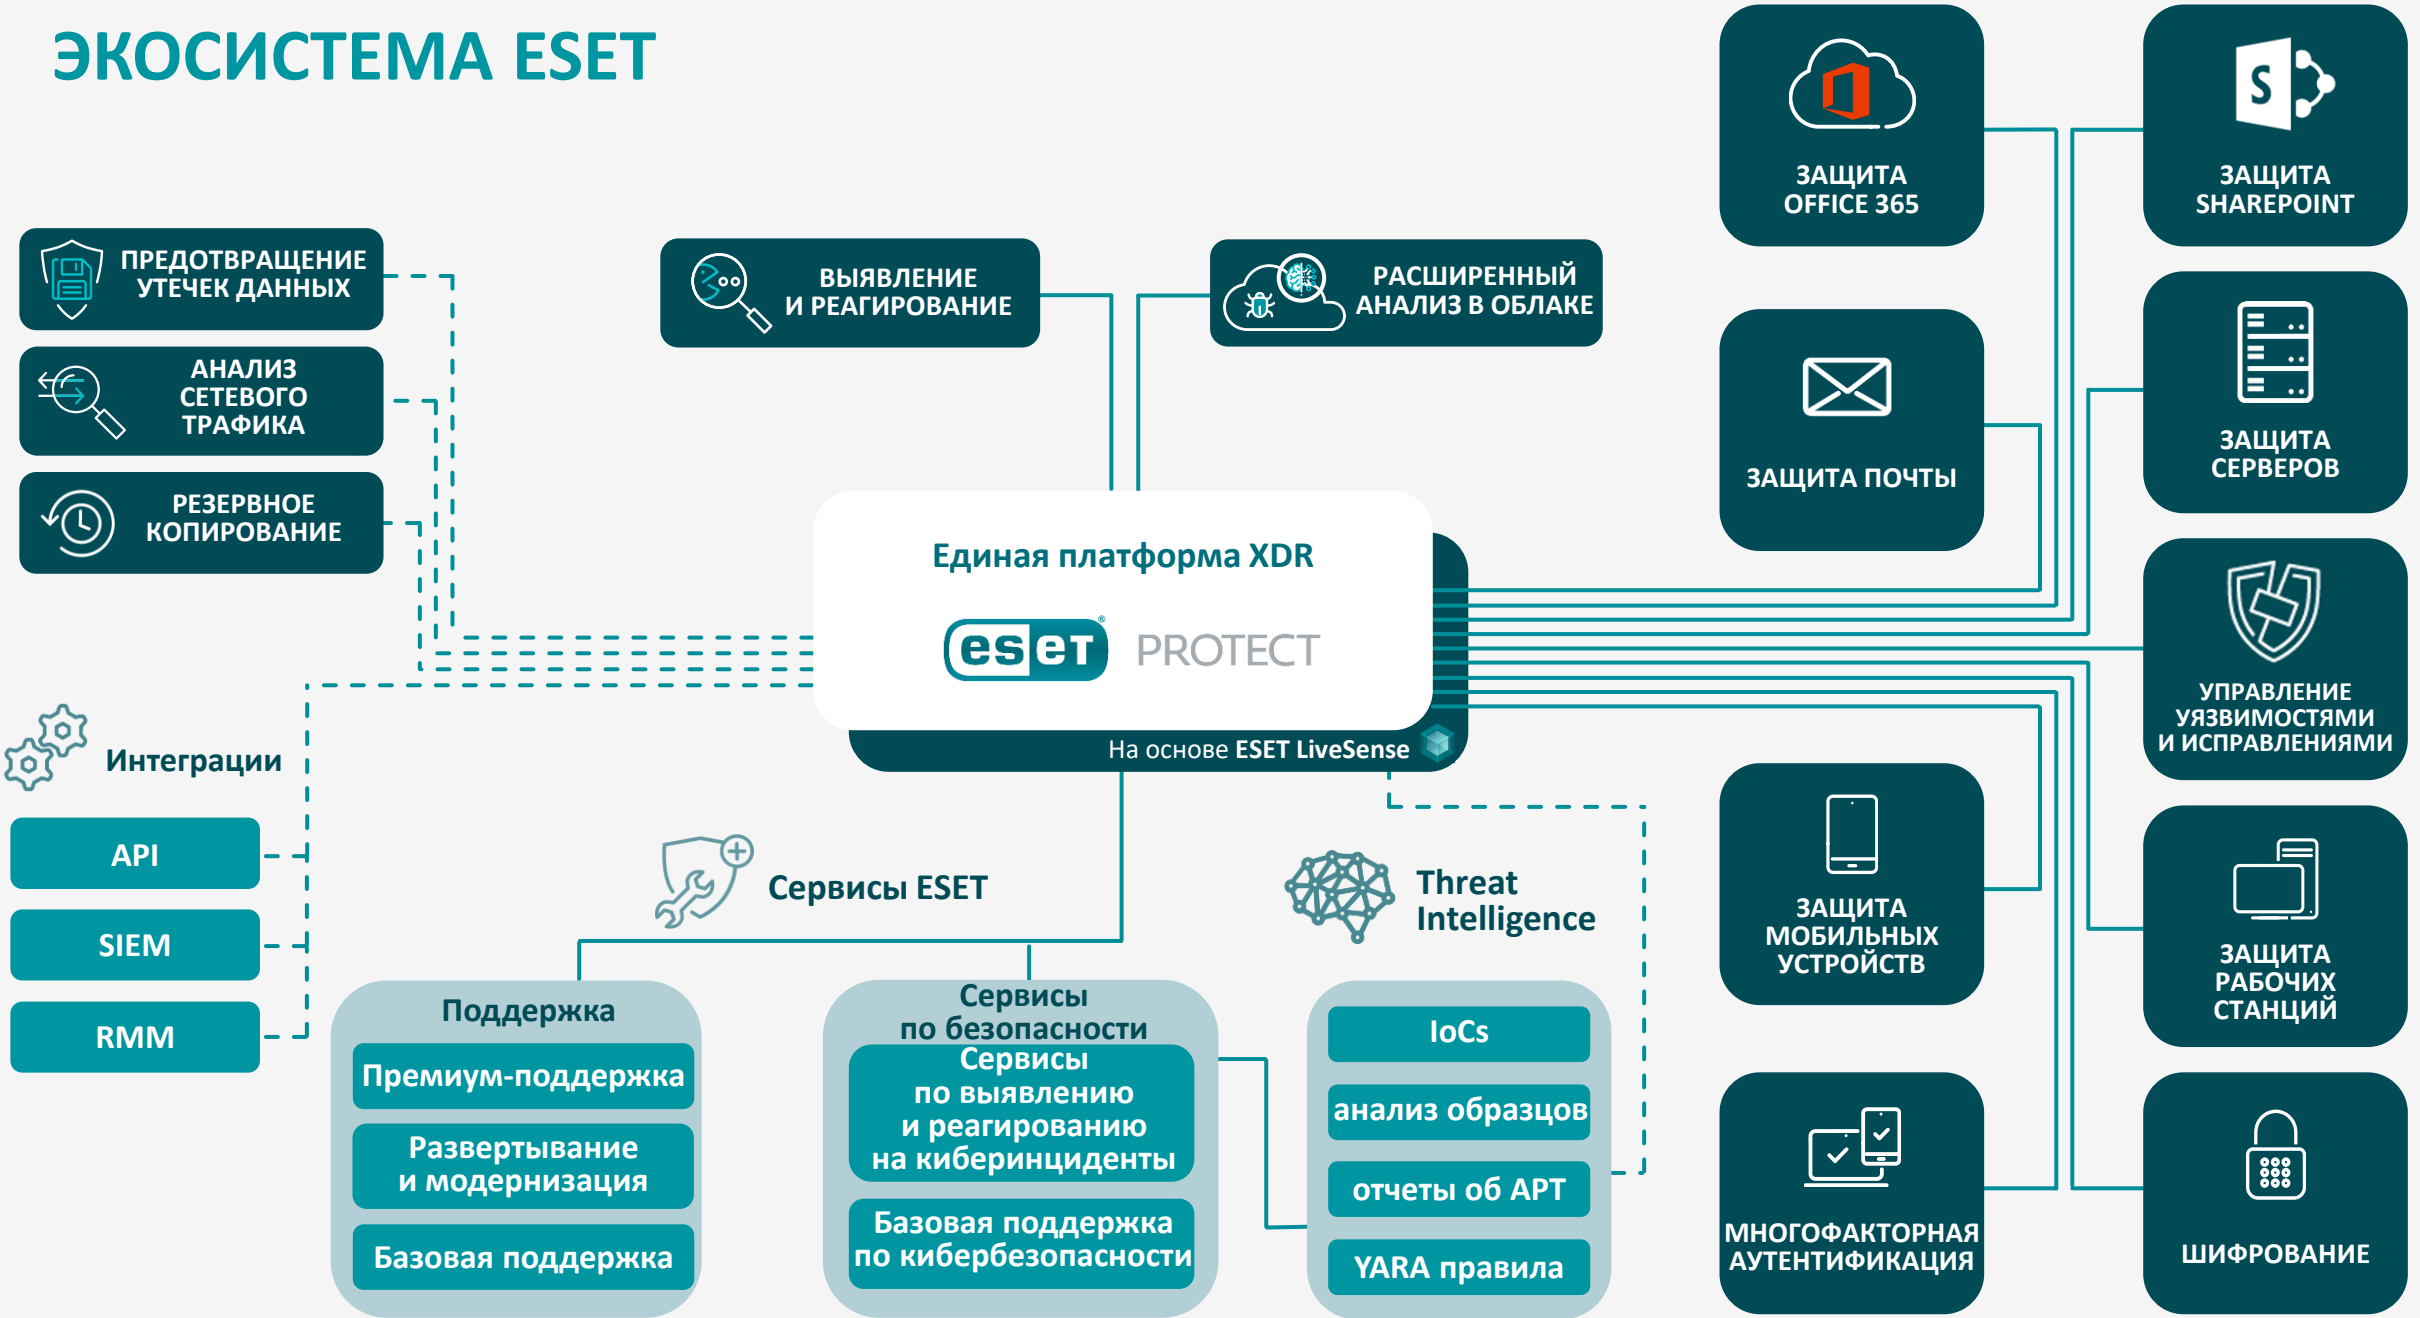 ЭКОСИСТЕМА ESET
ПРЕДОТВРАЩЕНИЕ
УТЕЧЕК ДАННЫХ
АНАЛИЗ
СЕТЕВОГО
ТРАФИКА
РЕЗЕРВНОЕ
КОПИРОВАНИЕ
ВЫЯВЛЕНИЕ
И РЕАГИРОВАНИЕ
РАСШИРЕННЫЙ
АНАЛИЗ В ОБЛАКЕ
ЗАЩИТА
OFFICE 365
S
ЗАЩИТА
SHAREPOINT
ЗАЩИТА ПОЧТЫ
ЗАЩИТА
СЕРВЕРОВ
Единая платформа XDR
eset® PROTECT
На основе ESET LiveSense
УПРАВЛЕНИЕ
УЯЗВИМОСТЯМИ
И ИСПРАВЛЕНИЯМИ
Интеграции
API
SIEM
RMM
Сервисы ESET
Threat
Intelligence
ЗАЩИТА
МОБИЛЬНЫХ
УСТРОЙСТВ
ЗАЩИТА
РАБОЧИХ
СТАНЦИЙ
Поддержка
Премиум-поддержка
Развертывание
и модернизация
Базовая поддержка
Сервисы
по безопасности
Сервисы
по выявлению
и реагированию
на киберинциденты
Базовая поддержка
по кибербезопасности
IoCs
анализ образцов
отчеты об APT
YARA правила
МНОГОФАКТОРНАЯ
АУТЕНТИФИКАЦИЯ
ШИФРОВАНИЕ